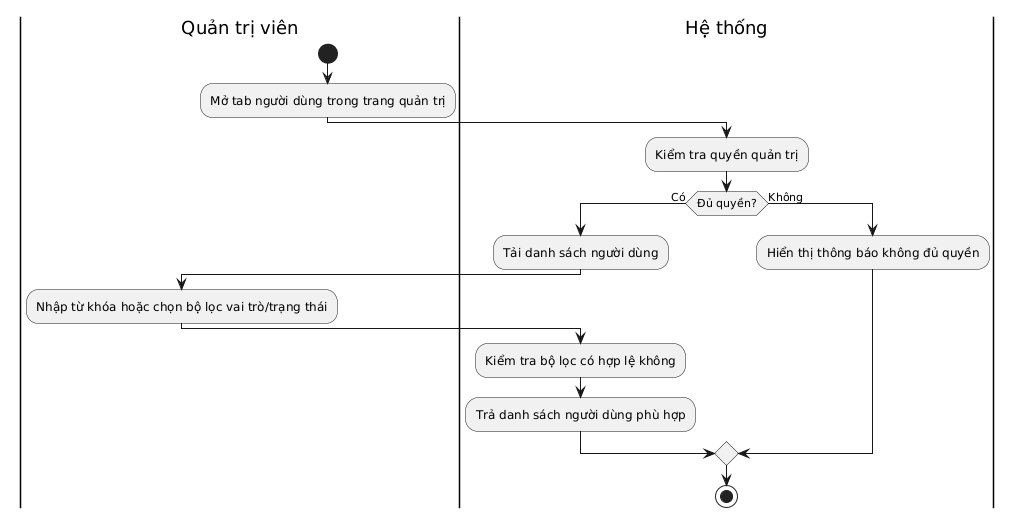 Quản trị viên
Hệ thống
Mở tab người dùng trong trang quản trị
Kiểm tra quyền quản trị
Có
Đủ quyền?
Không
Tải danh sách người dùng
Hiển thị thông báo không đủ quyền
Nhập từ khóa hoặc chọn bộ lọc vai trò/trạng thái
Kiểm tra bộ lọc có hợp lệ không
Trả danh sách người dùng phù hợp